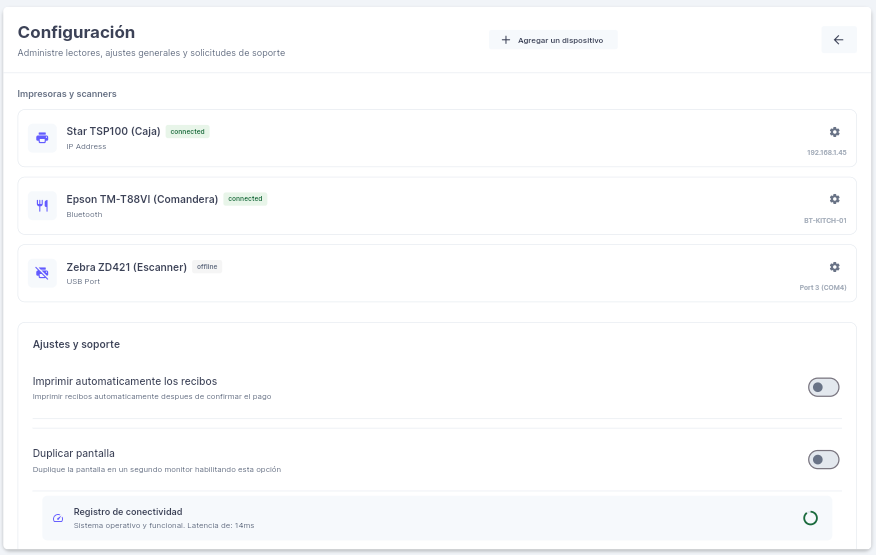 Configuración
Administre lectores, ajustes generales y solicitudes de soporte
Agregar un dispositivo
Impresoras y scanners
Star TSP100 (Caja) connected
IP Address
192.168.1.45
Epson TM-T88VI (Comandera) connected
Bluetooth
BT-KITCH-01
Zebra ZD421 (Escanner) offline
USB Port
Port 3 (COM4)
Ajustes y soporte
Imprimir automaticamente los recibos
Imprimir recibos automaticamente despues de confirmar el pago
Duplicar pantalla
Duplique la pantalla en un segundo monitor habilitando esta opción
Registro de conectividad
Sistema operativo y funcional. Latencia de: 14ms